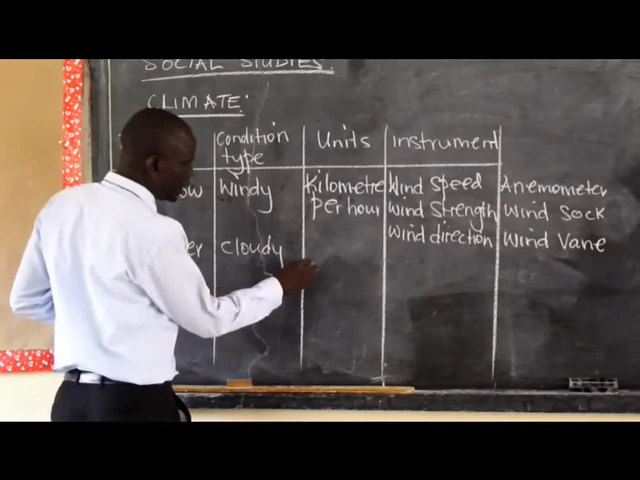 SOCIAL STUDIES
CLIMATE
Condition type Units Instrument
Windy Kilometre Wind Speed Anemometer
per hour Wind Strength Wind Sock
wind direction Wind Vane
cloudy